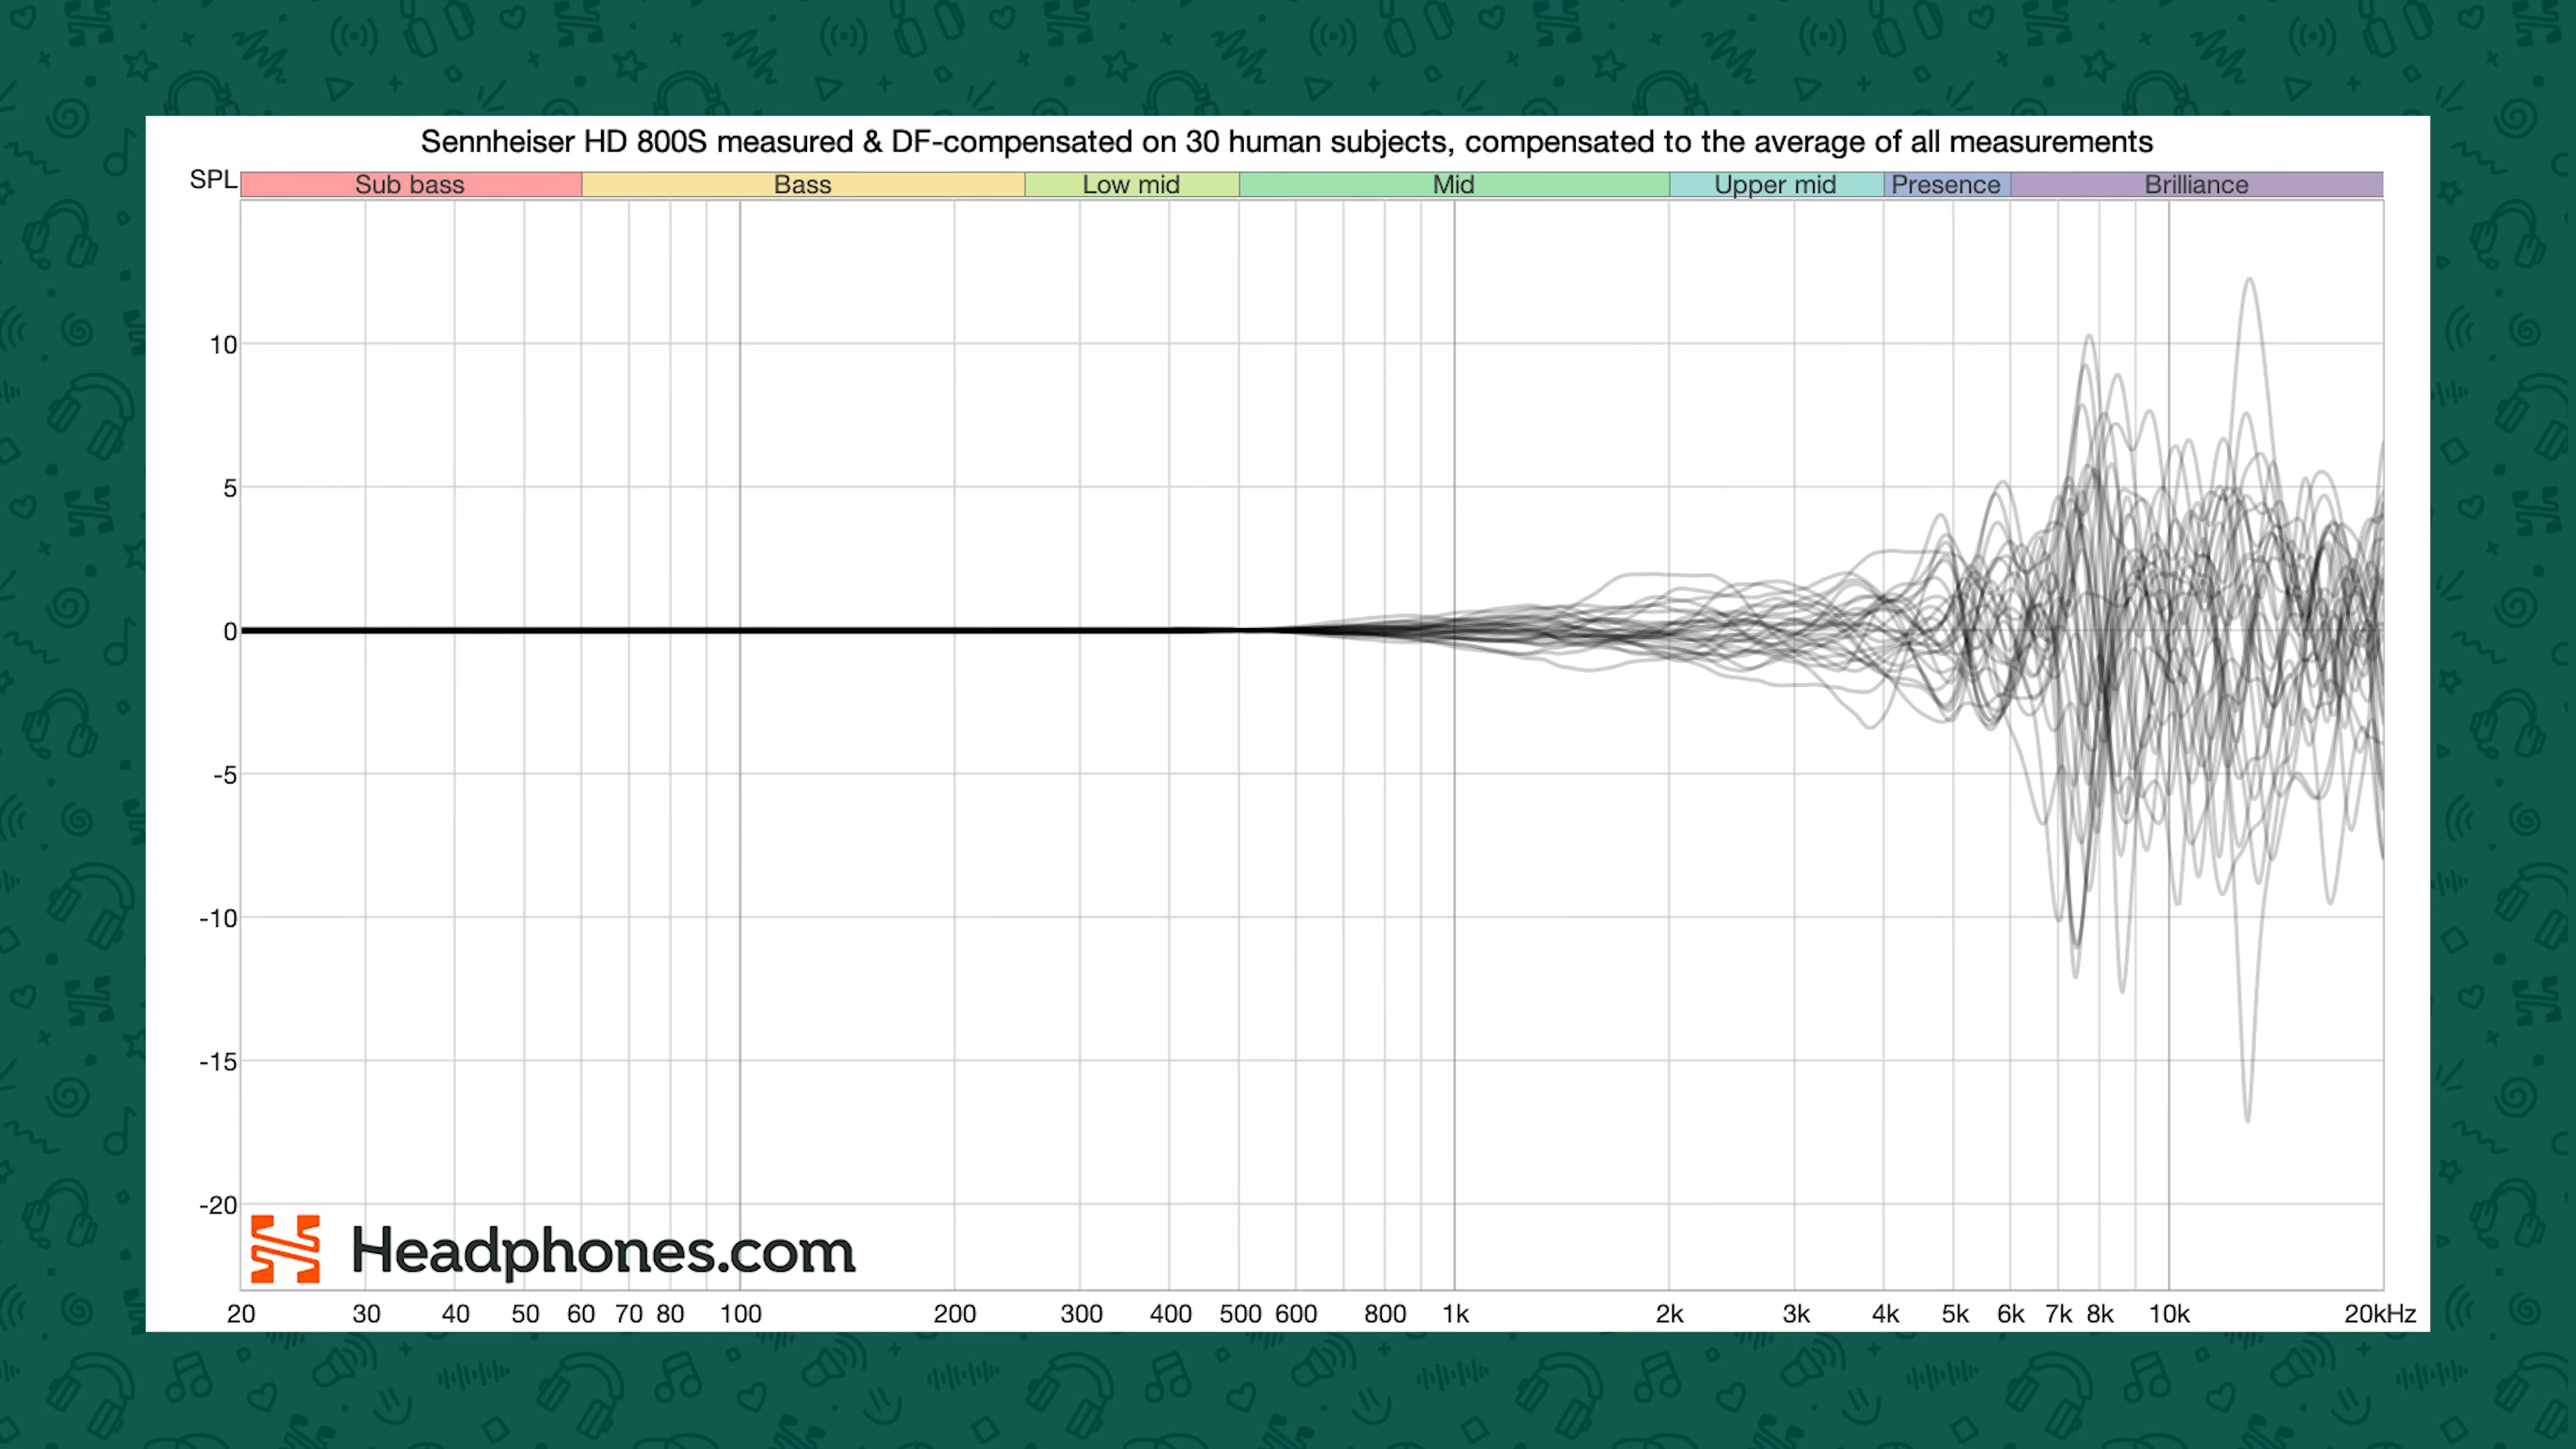 Sennheiser HD 800S measured & DF-compensated on 30 human subjects, compensated to the average of all measurements
SPL Sub bass Bass Low mid Mid Upper mid Presence Brilliance
10
5
0
-5
-10
-15
-20
Headphones.com
20 30 40 50 60 70 80 100 200 300 400 500 600 800 1k 2k 3k 4k 5k 6k 7k 8k 10k 20kHz